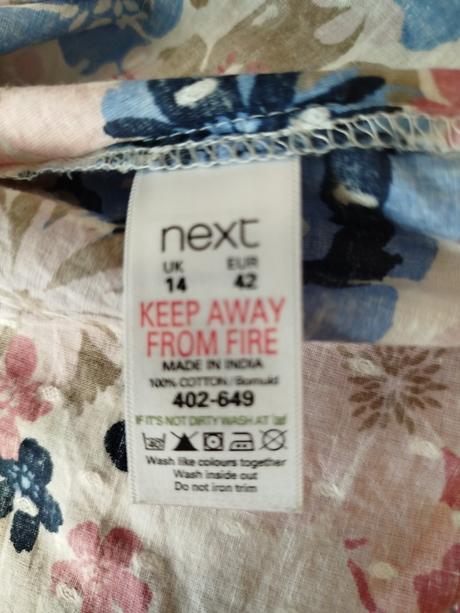 next
UK EUR
14 42
KEEP AWAY
FROM FIRE
MADE IN INDIA
100% COTTON/Bomuld
402-649
IF IT'S NOT DIRTY WASH AT
Wash like colours together
Wash inside out
Do not iron trim